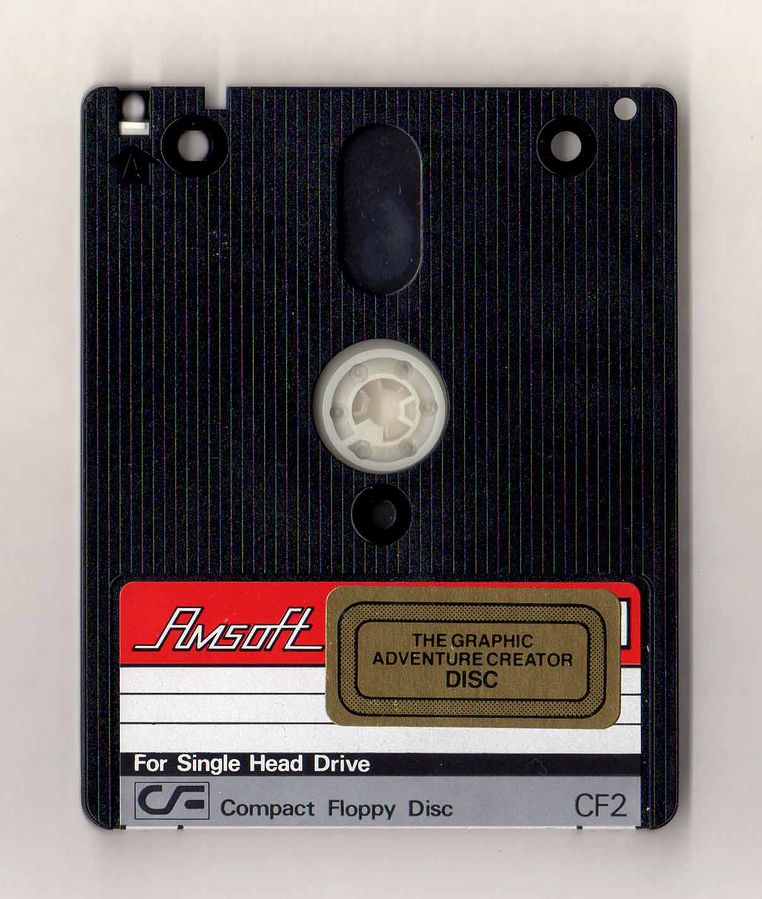 A
Amsoft
THE GRAPHIC
ADVENTURE CREATOR
DISC
For Single Head Drive
CF Compact Floppy Disc CF2